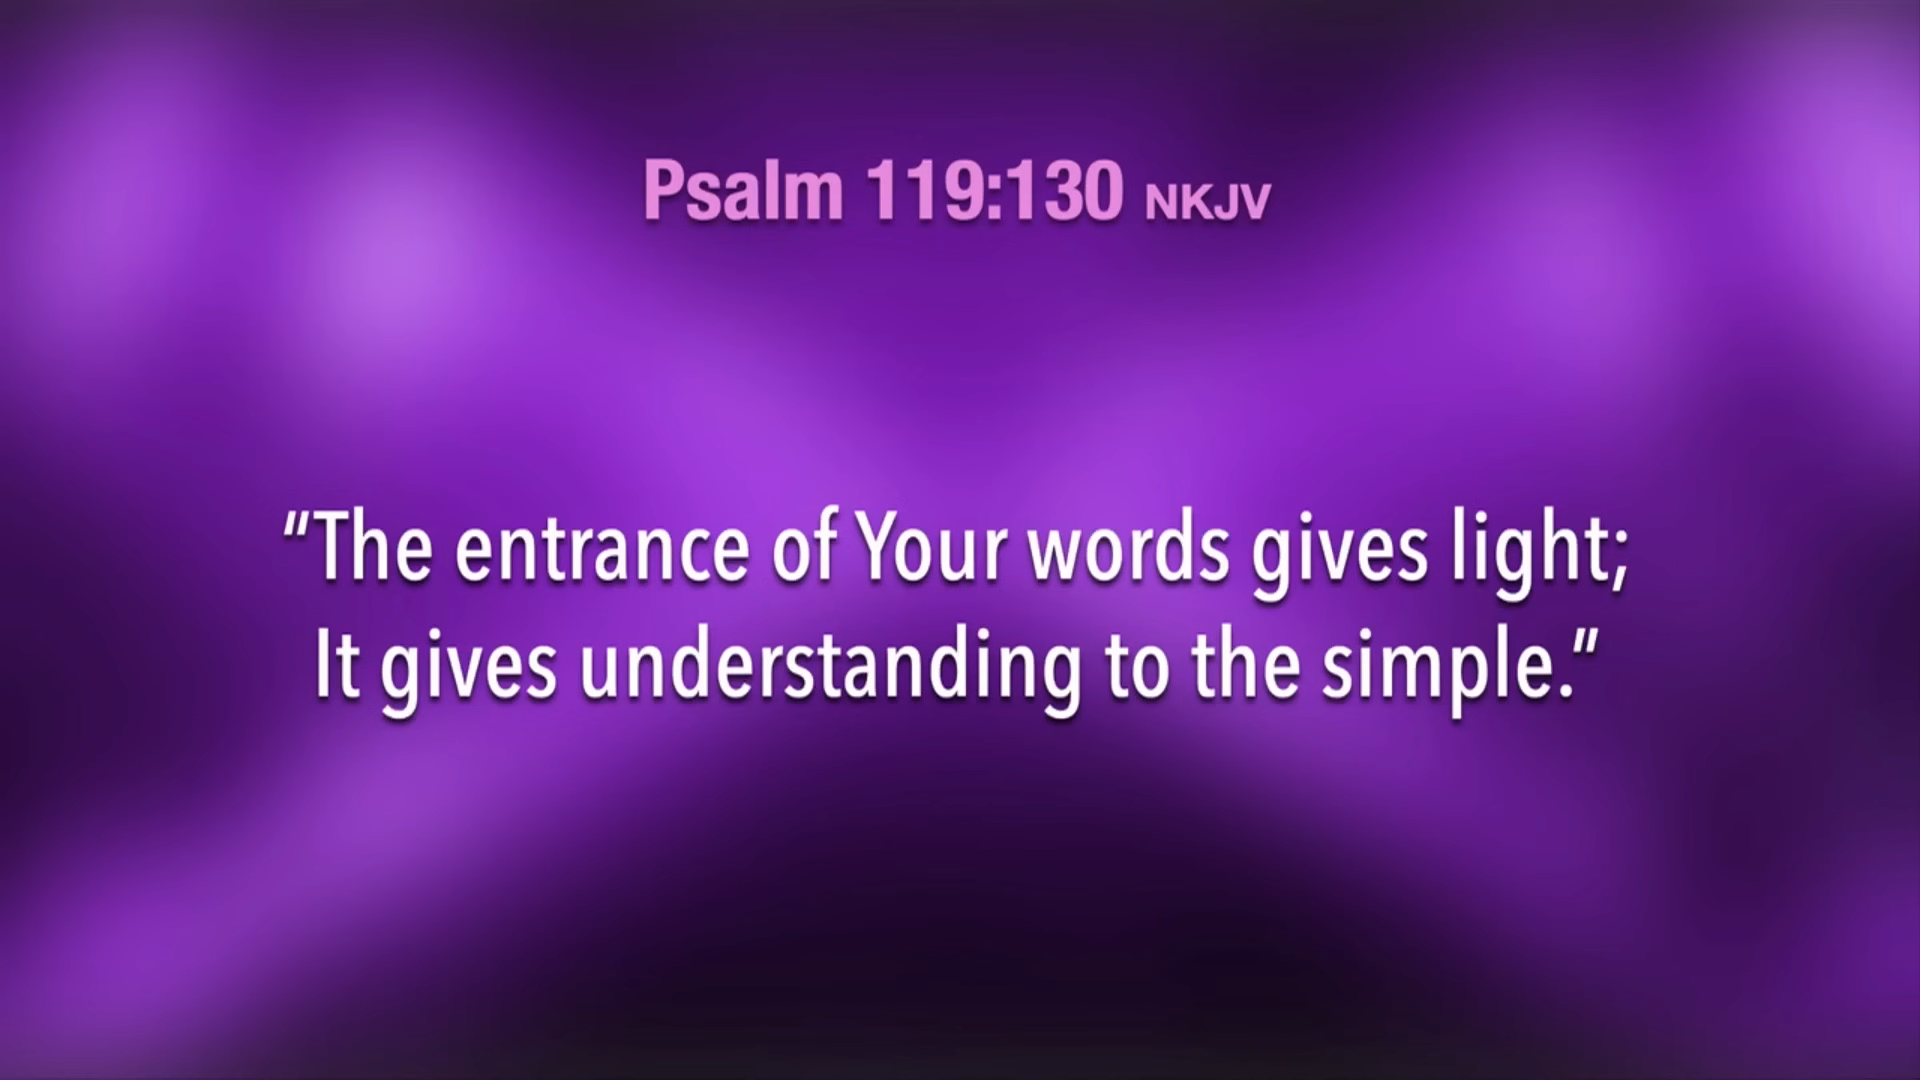 Psalm 119:130 NKJV
“The entrance of Your words gives light;
It gives understanding to the simple.”